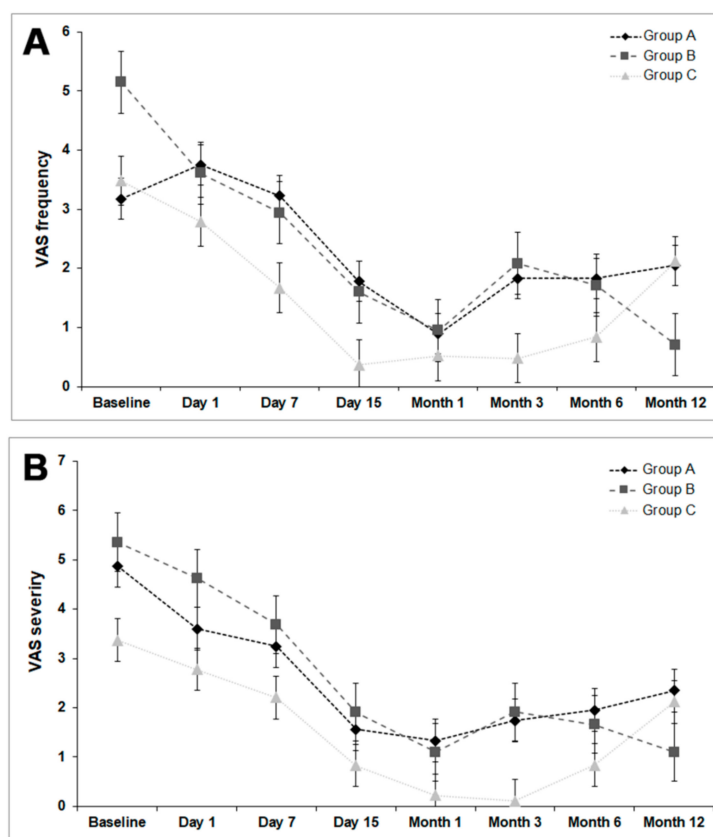 A
Group A
Group B
Group C
VAS frequency
6
5
4
3
2
1
0
Baseline Day 1 Day 7 Day 15 Month 1 Month 3 Month 6 Month 12
B
Group A
Group B
Group C
VAS severiry
7
6
5
4
3
2
1
0
Baseline Day 1 Day 7 Day 15 Month 1 Month 3 Month 6 Month 12